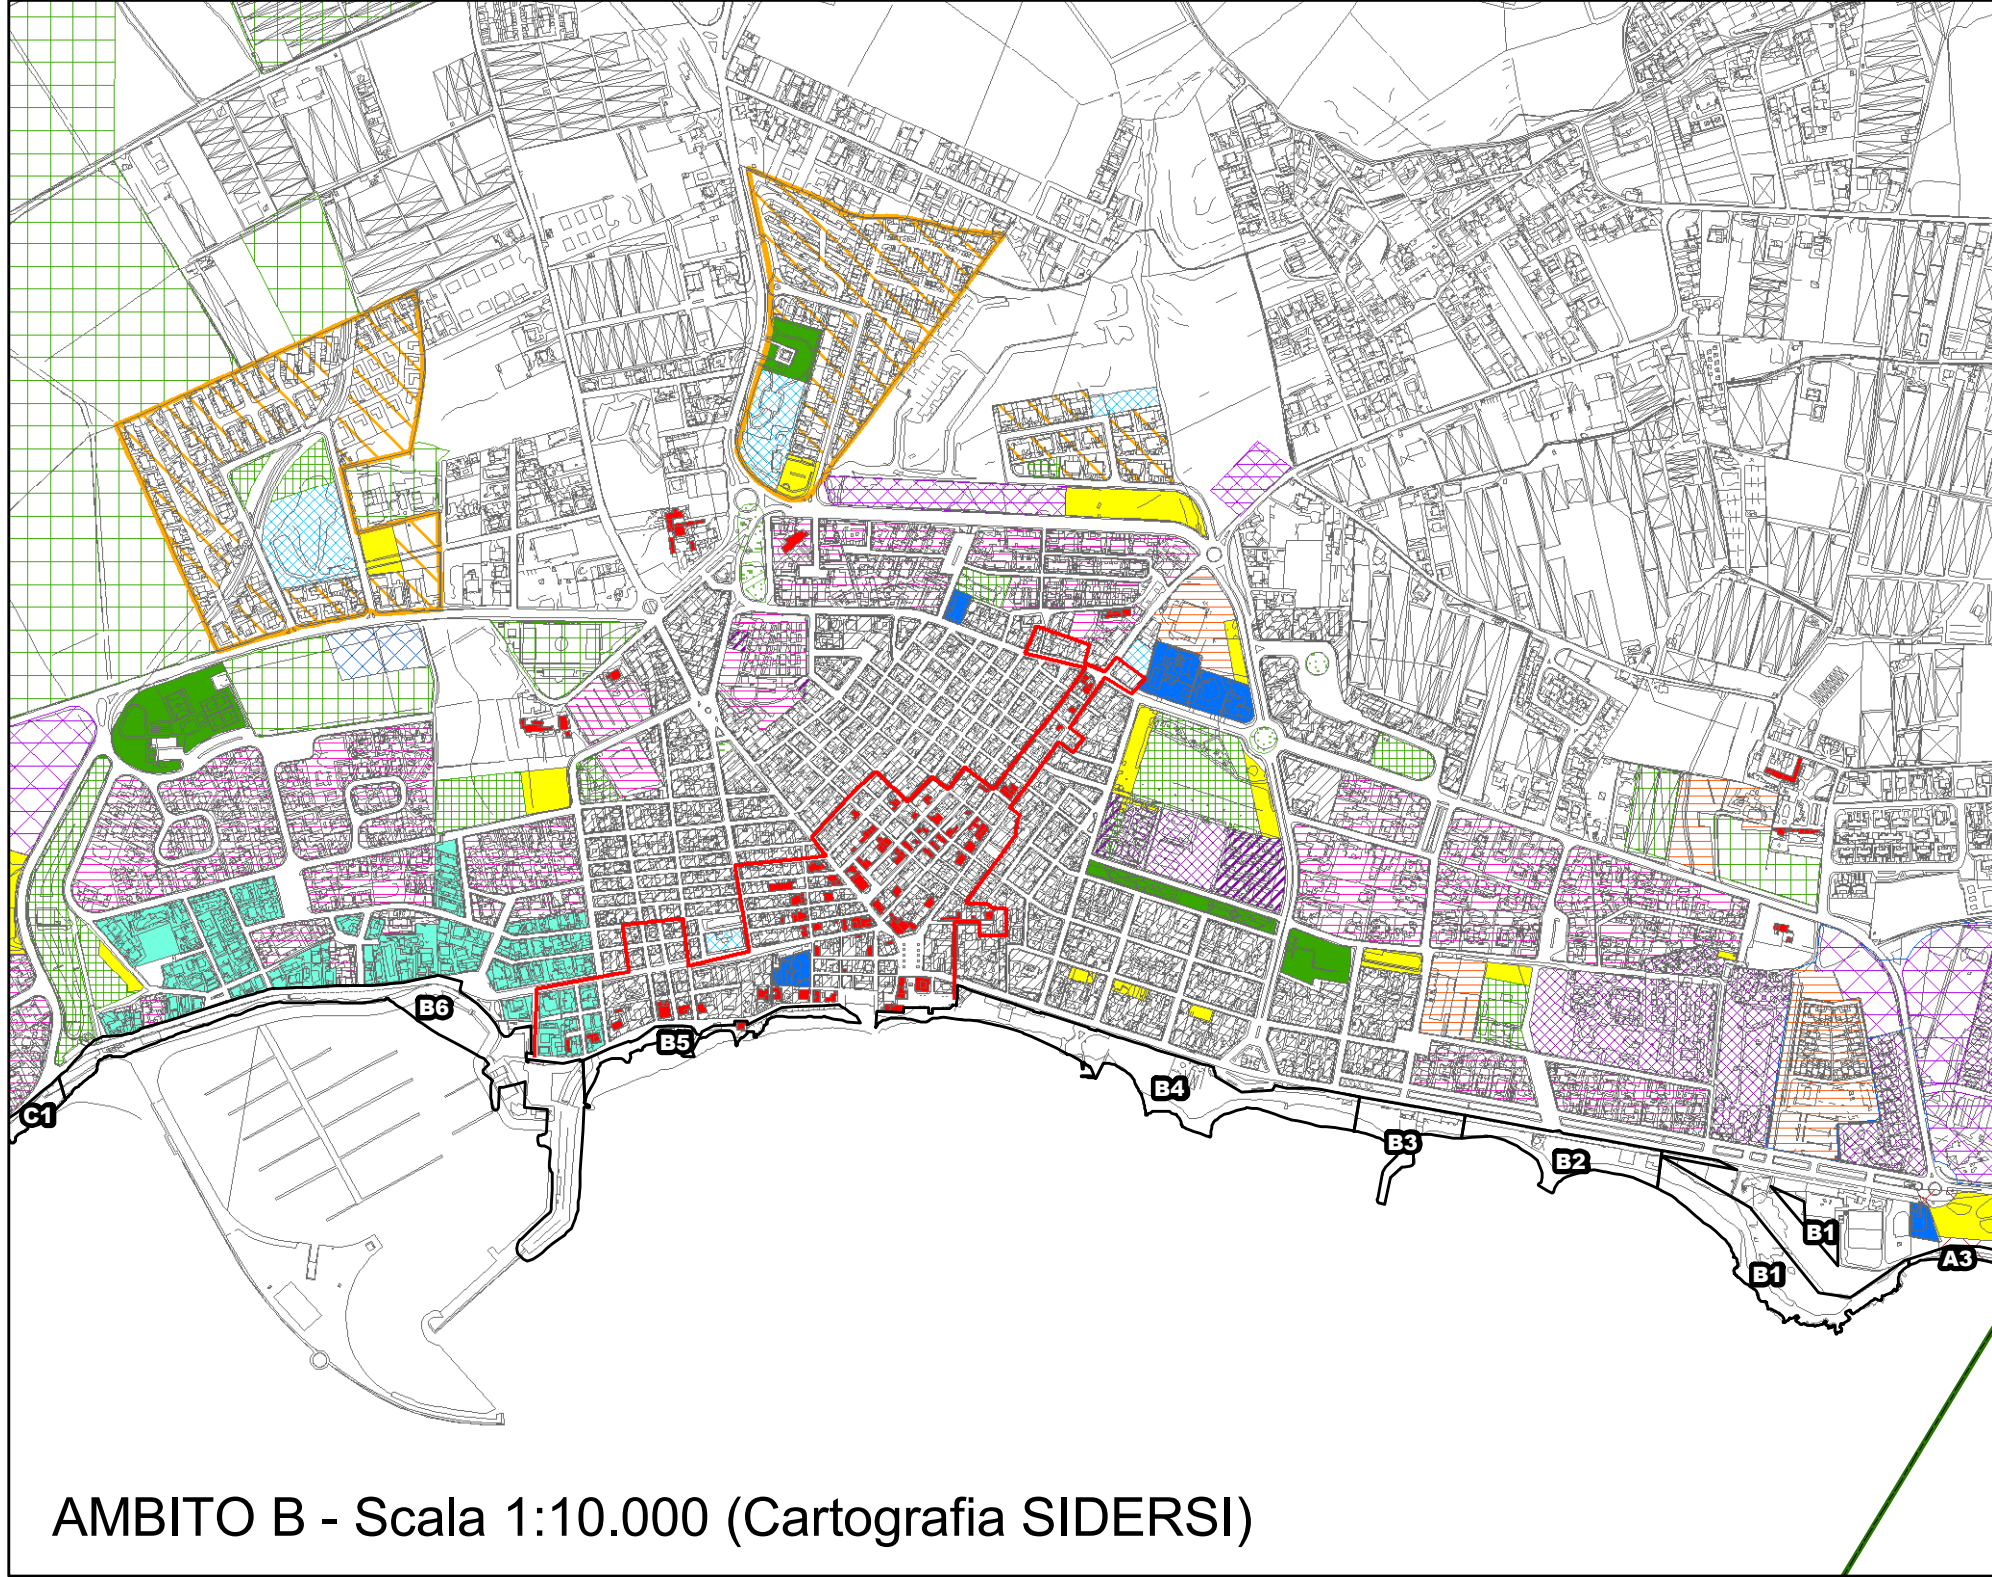 B6
B5
C1
B4
B3
B2
B1
A3
B1
AMBITO B - Scala 1:10.000 (Cartografia SIDERSI)